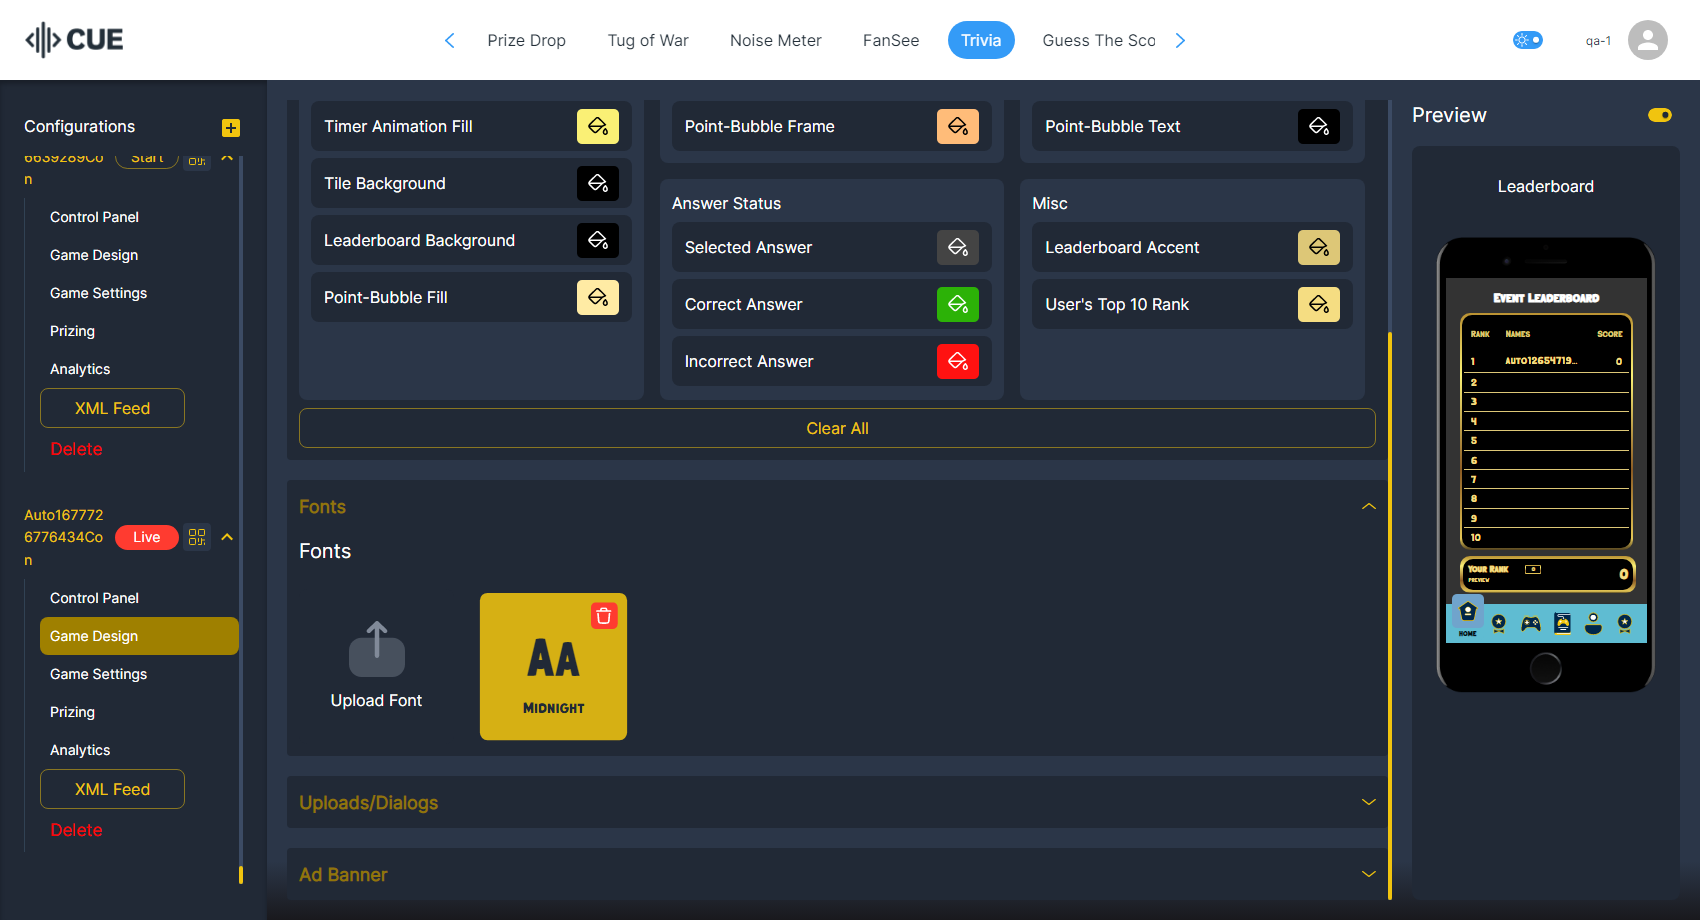 CUE
Prize Drop
Tug of War
Noise Meter
FanSee
Trivia
Guess The Sco
qa-1
Configurations
6639289Co
n
Start
Control Panel
Game Design
Game Settings
Prizing
Analytics
XML Feed
Delete
Auto167772
6776434Co
n
Live
Control Panel
Game Design
Game Settings
Prizing
Analytics
XML Feed
Delete
Timer Animation Fill
Tile Background
Leaderboard Background
Point-Bubble Fill
Point-Bubble Frame
Point-Bubble Text
Answer Status
Selected Answer
Correct Answer
Incorrect Answer
Misc
Leaderboard Accent
User's Top 10 Rank
Clear All
Fonts
Fonts
Upload Font
AA
Midnight
Uploads/Dialogs
Ad Banner
Preview
Leaderboard
Event Leaderboard
Rank Names Score
1 AUTO12654719... 0
2
3
4
5
6
7
8
9
10
Your Rank
PREVIEW
0
0
HOME